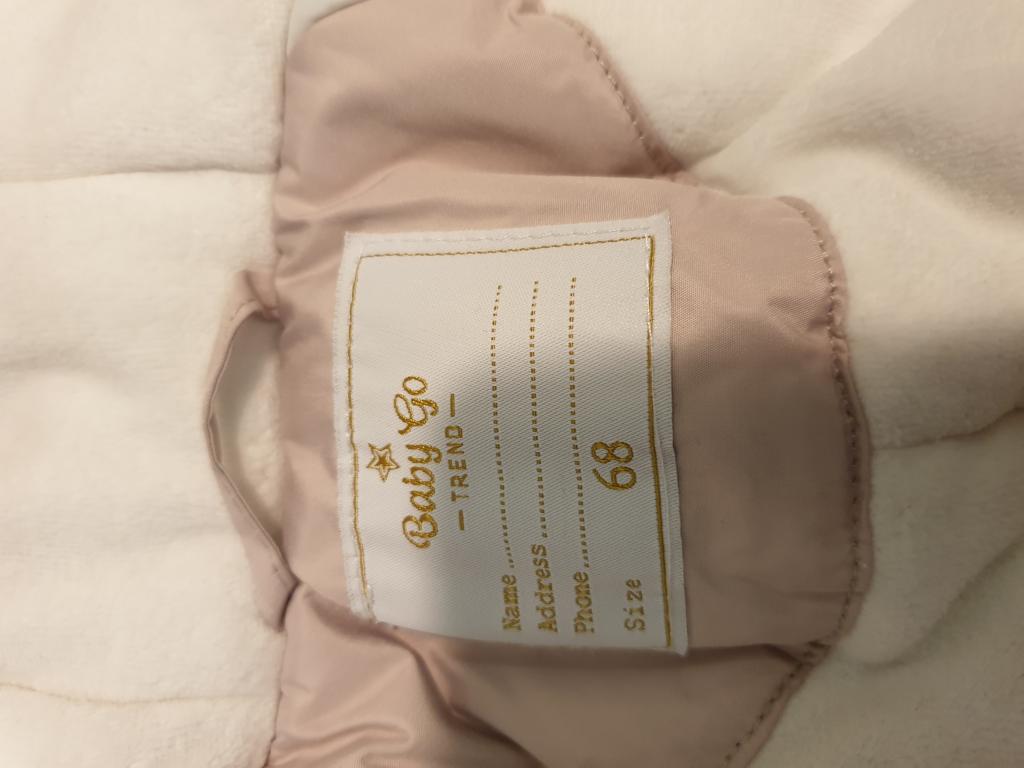 Baby Go
– TREND –
Name..............................
Address..............................
Phone..............................
Size 68